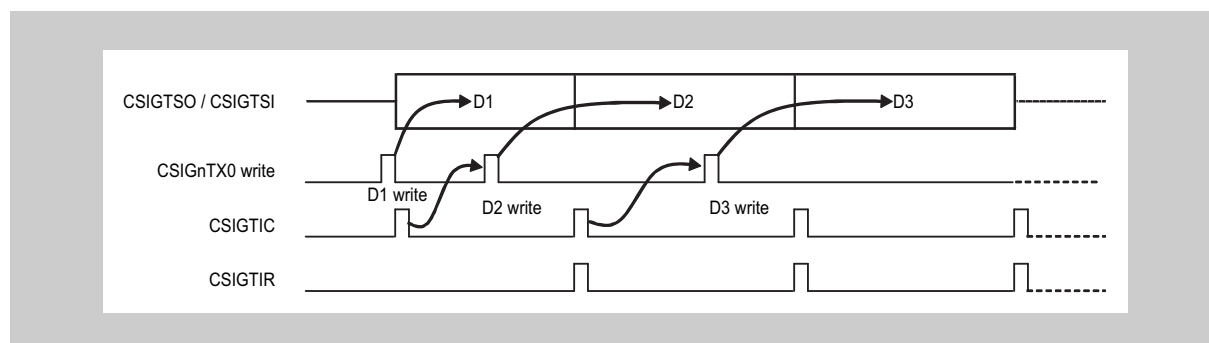 CSIGTSO / CSIGTSI
D1
D2
D3
CSIGnTX0 write
D1 write
D2 write
D3 write
CSIGTIC
CSIGTIR